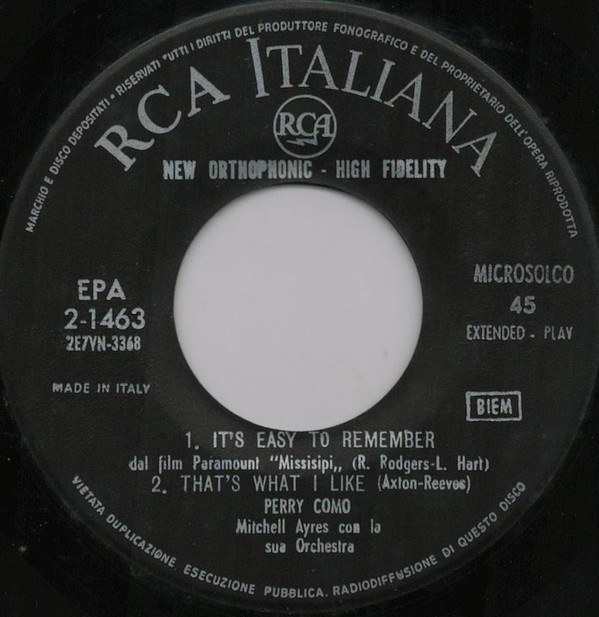 MARCHIO E DISCO DEPOSITATI • RISERVATI TUTTI I DIRITTI DEL PRODUTTORE FONOGRAFICO E DEL PROPRIETARIO DELL'OPERA RIPRODOTTA
RCA ITALIANA
RCA
NEW ORTHOPHONIC - HIGH FIDELITY
EPA
2-1463
2E7VN-3368
MADE IN ITALY
MICROSOLCO
45
EXTENDED - PLAY
BIEM
1. IT'S EASY TO REMEMBER
dal film Paramount "Missisipi„ (R. Rodgers-L. Hart)
2. THAT'S WHAT I LIKE (Axton-Reeves)
PERRY COMO
Mitchell Ayres con la
sua Orchestra
VIETATA DUPLICAZIONE ESECUZIONE PUBBLICA. RADIODIFFUSIONE DI QUESTO DISCO